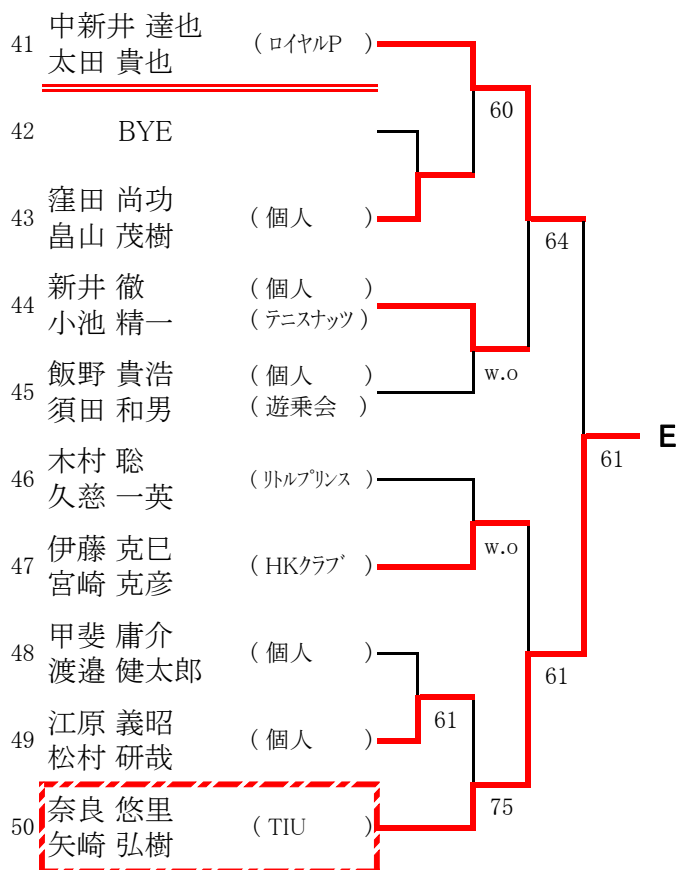 41 中新井 達也 (ロイヤルP )
太田 貴也
60
42 BYE
43 窪田 尚功 (個人 )
畠山 茂樹
64
44 新井 徹 (個人 )
小池 精一 (テニスナッツ)
w.o
45 飯野 貴浩 (個人 )
須田 和男 (遊乗会 )
61 E
46 木村 聡 (リトルプリンス )
久慈 一英
w.o
47 伊藤 克巳 (HKクラブ )
宮崎 克彦
48 甲斐 庸介 (個人 )
渡邉 健太郎
61
49 江原 義昭 (個人 )
松村 研哉
61
75
50 奈良 悠里 (TIU )
矢崎 弘樹